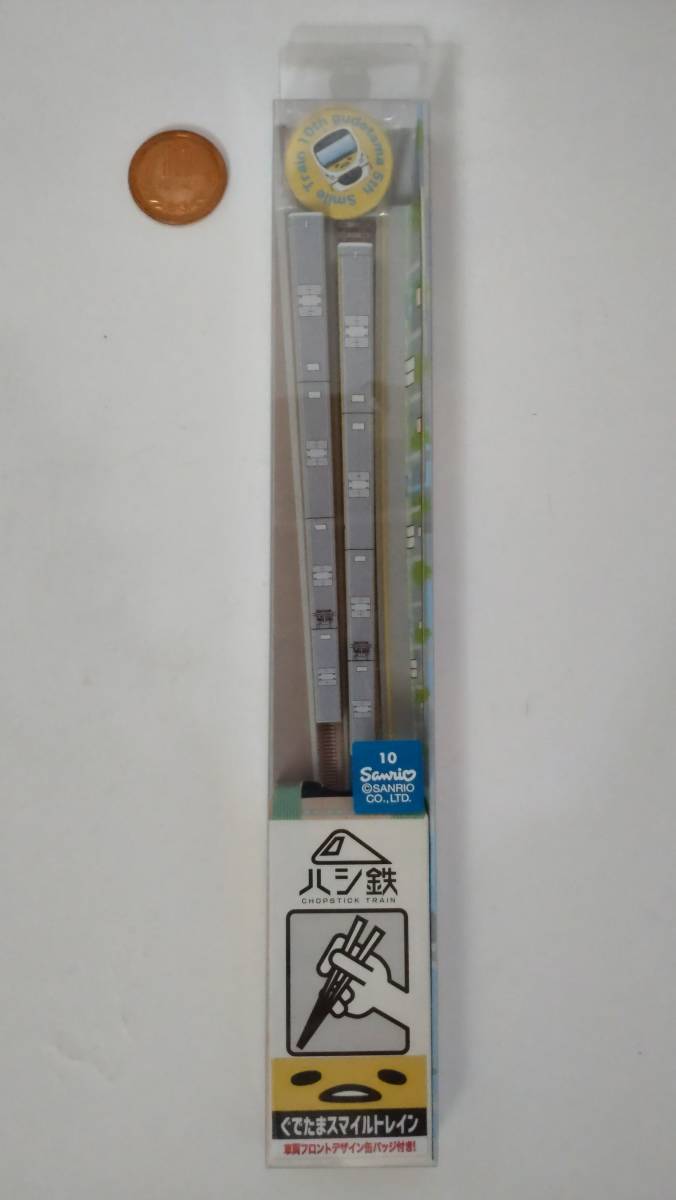 Smile Train 10th gudetama 5th
10
Sanrio
©SANRIO
CO.,LTD.
ハシ鉄
CHOPSTICK TRAIN
ぐでたまスマイルトレイン
車両フロントデザイン缶バッジ付き!